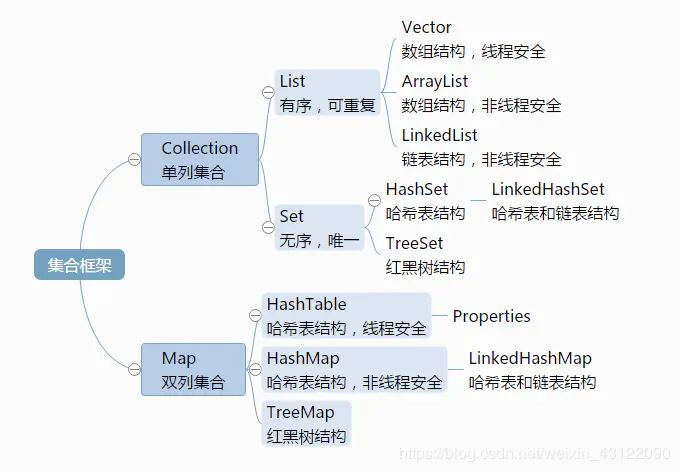 集合框架
Collection
单列集合
List
有序，可重复
Vector
数组结构，线程安全
ArrayList
数组结构，非线程安全
LinkedList
链表结构，非线程安全
Set
无序，唯一
HashSet
哈希表结构
LinkedHashSet
哈希表和链表结构
TreeSet
红黑树结构
Map
双列集合
HashTable
哈希表结构，线程安全
Properties
HashMap
哈希表结构，非线程安全
LinkedHashMap
哈希表和链表结构
TreeMap
红黑树结构
https://blog.csdn.net/weixin_43122090